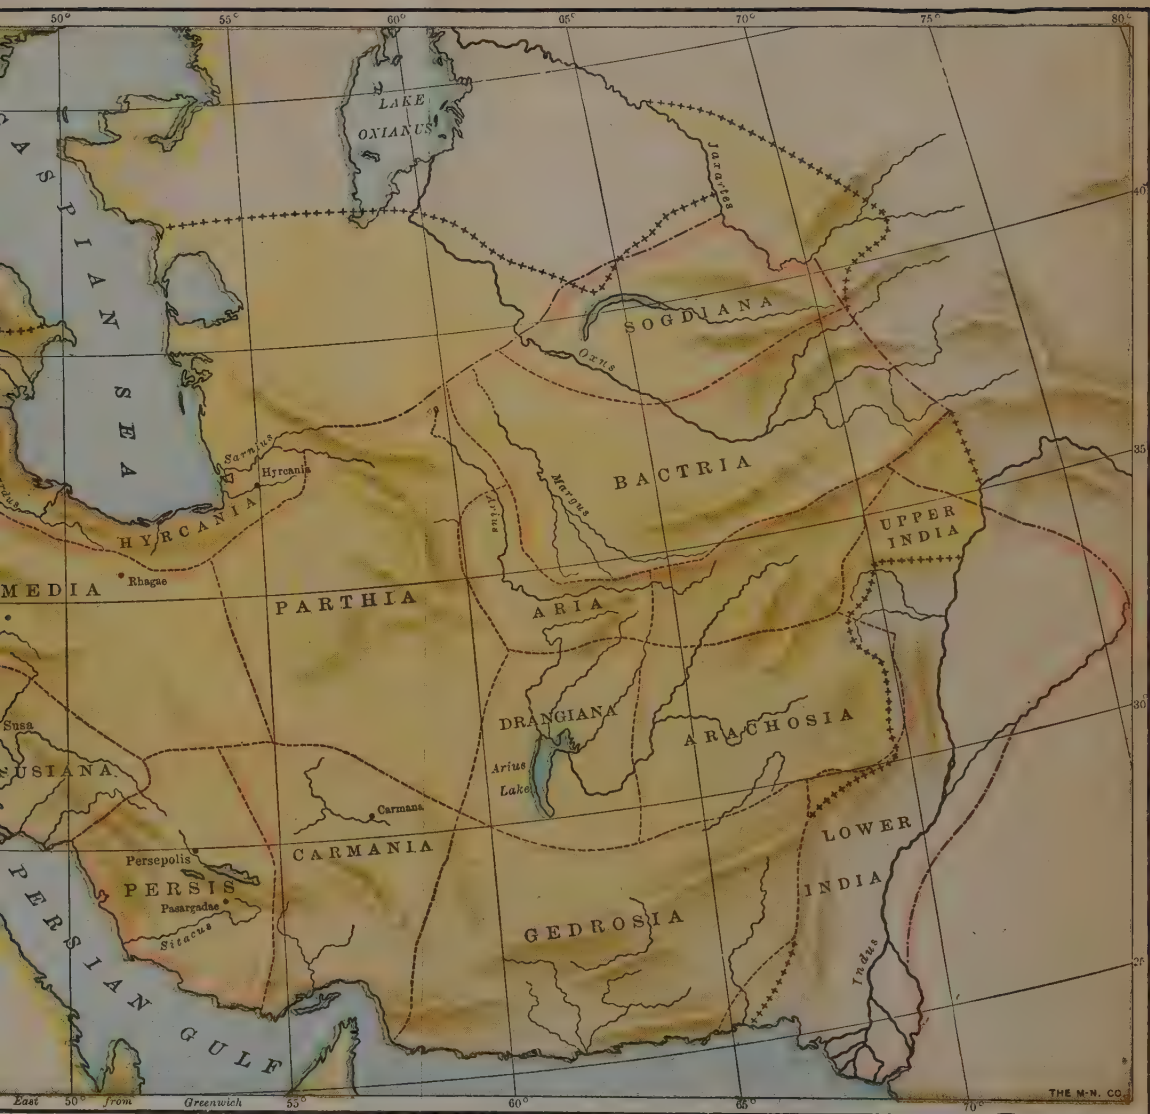 50° 55° 60° 65° 70° 75° 80°
LAKE
OXIANUS
CASPIAN SEA
Jaxartes
40
SOGDIANA
Oxus
35
Sarnius
Hyrcania
HYRCANIA
BACTRIA
Margus
Arius
UPPER
INDIA
MEDIA
Rhagae
PARTHIA
ARIA
30
Susa
SUSIANA
DRANGIANA
ARACHOSIA
Arius
Lake
Carmana
CARMANIA
LOWER
INDIA
Persepolis
PERSIS
Pasargadae
Sitacus
GEDROSIA
Indus
25
PERSIAN GULF
THE M-N. CO.
East 50° from Greenwich 55° 60° 65° 70°